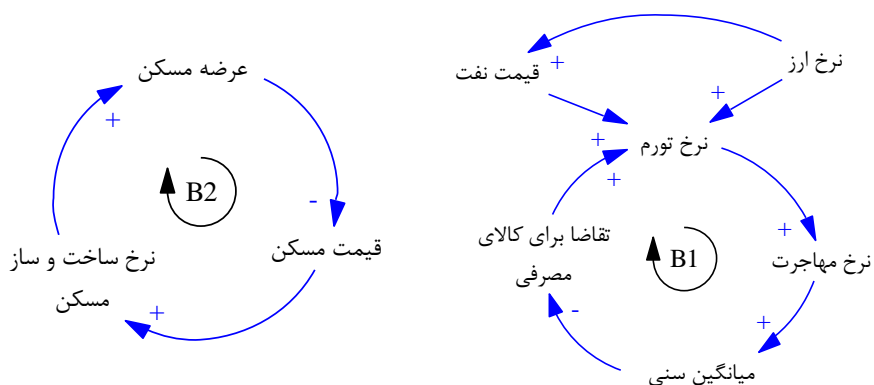 نرخ ارز
+
قیمت نفت
+
+
نرخ تورم
+
+
تقاضا برای کالای
مصرفی
B1
+
نرخ مهاجرت
-
+
میانگین سنی
عرضه مسکن
+
B2
-
قیمت مسکن
نرخ ساخت و ساز
مسکن
+